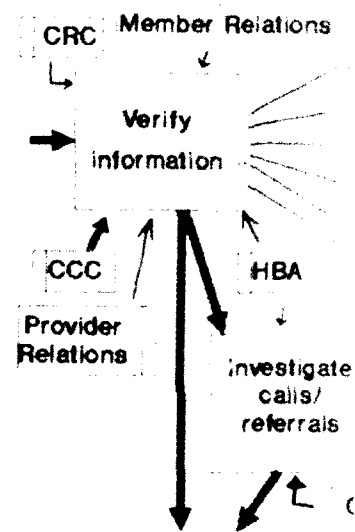 CRC
Member Relations
Verify
information
CCC
HBA
Provider
Relations
Investigate
calls/
referrals